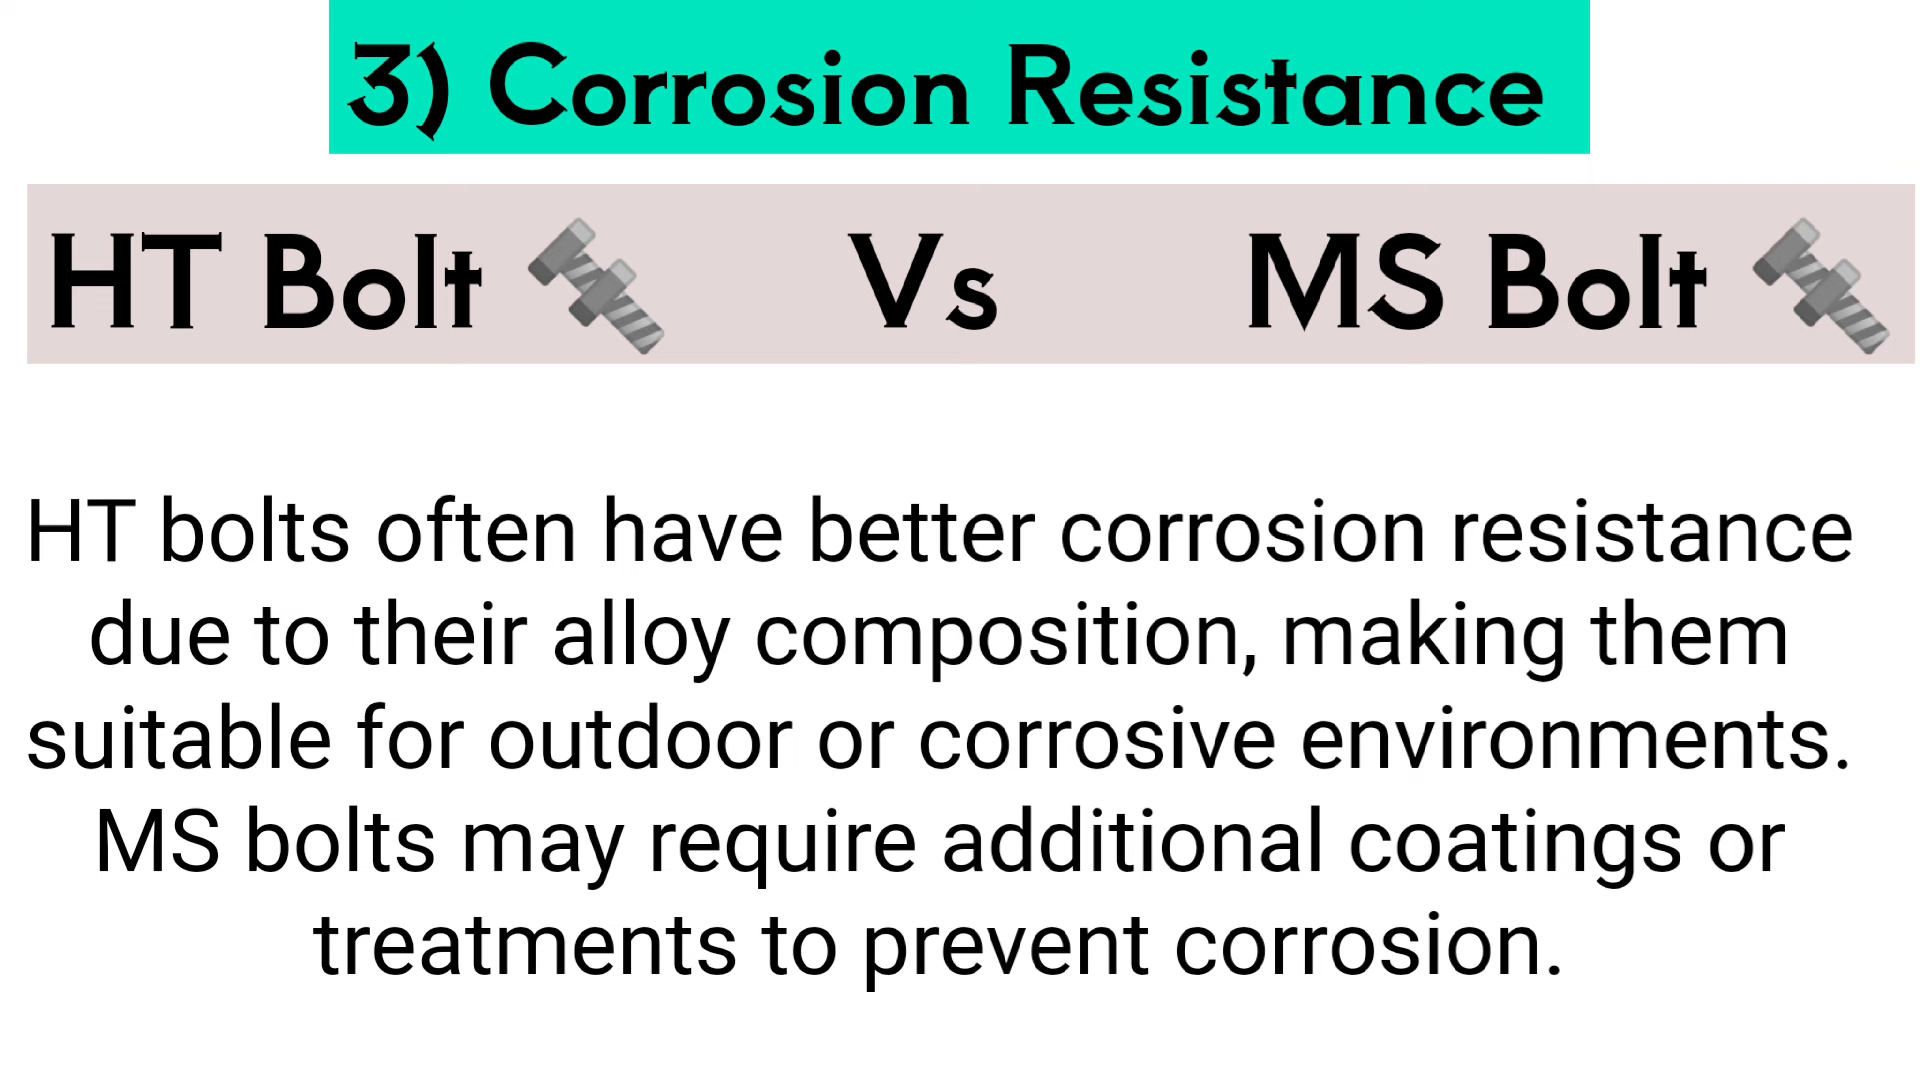 3) Corrosion Resistance
HT Bolt 🔩 Vs MS Bolt 🔩
HT bolts often have better corrosion resistance
due to their alloy composition, making them
suitable for outdoor or corrosive environments.
MS bolts may require additional coatings or
treatments to prevent corrosion.